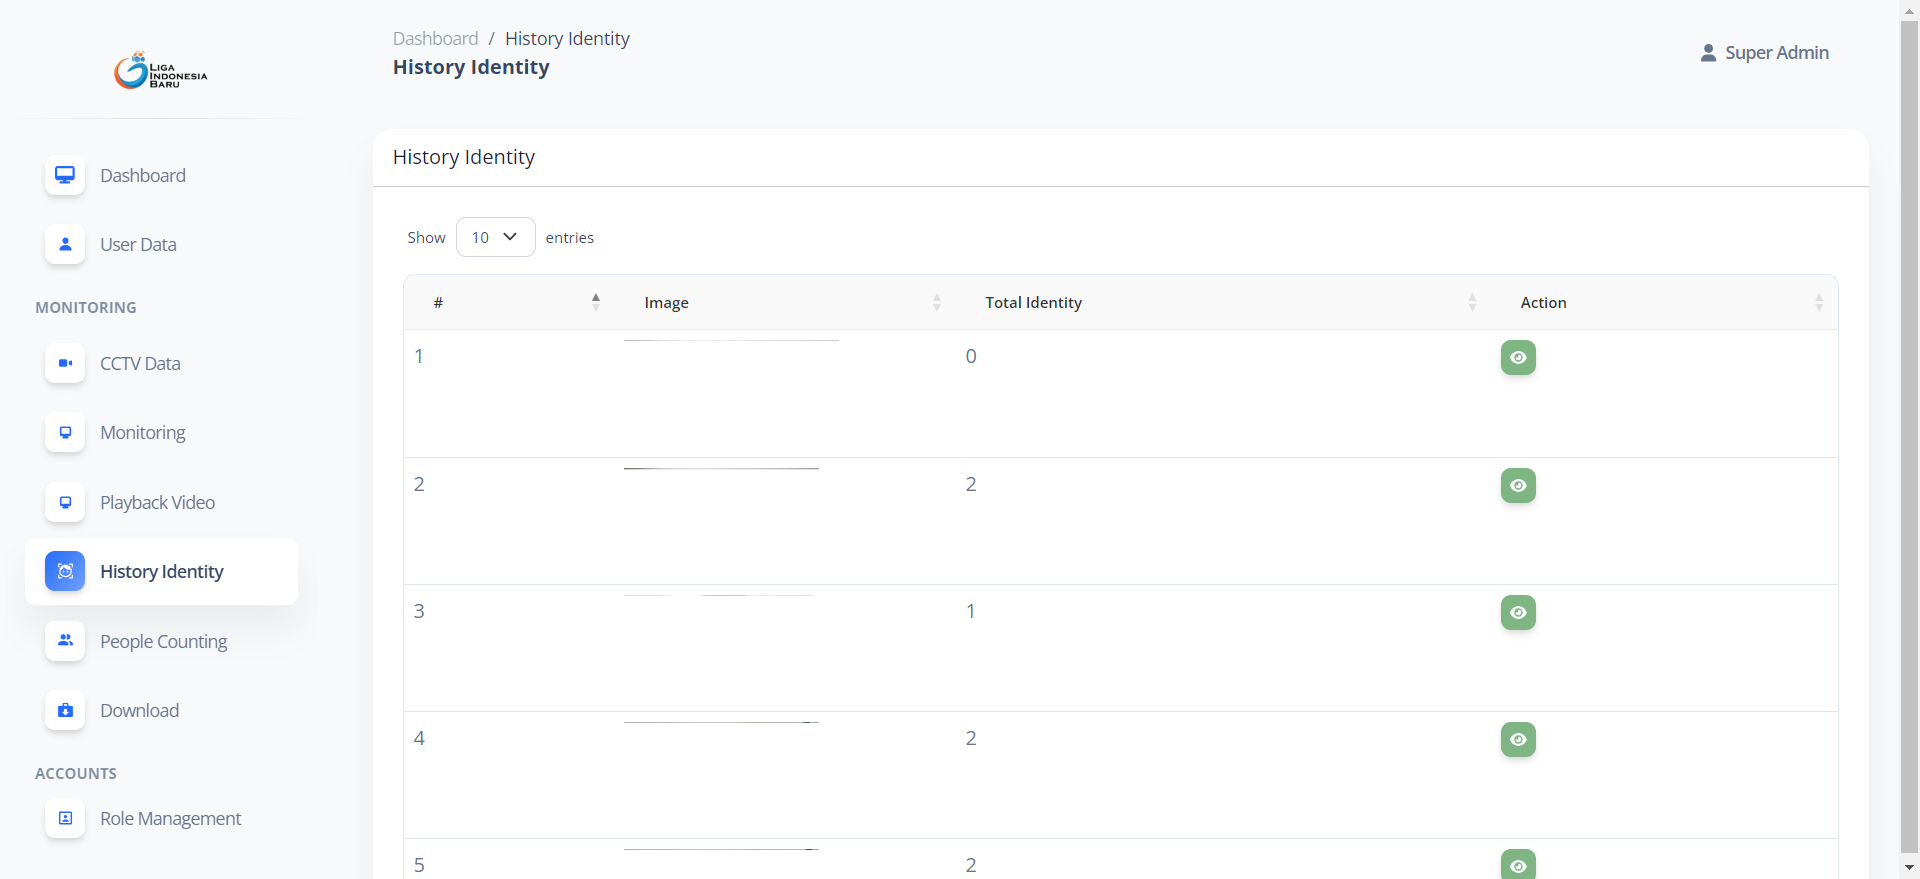 LIGA
INDONESIA
BARU
Dashboard / History Identity
History Identity
Super Admin
Dashboard
User Data
MONITORING
CCTV Data
Monitoring
Playback Video
History Identity
People Counting
Download
ACCOUNTS
Role Management
History Identity
Show 10 entries
# Image Total Identity Action
1 0
2 2
3 1
4 2
5 2